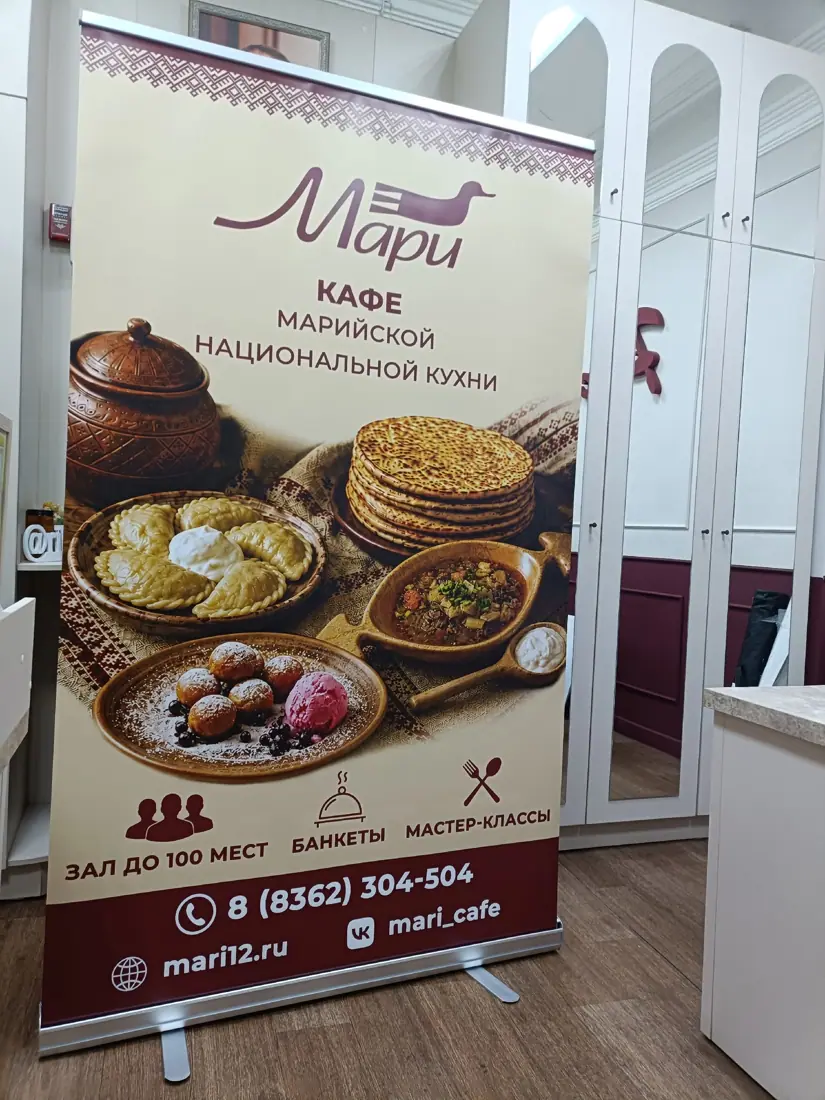 Мари
КАФЕ
МАРИЙСКОЙ
НАЦИОНАЛЬНОЙ КУХНИ
ЗАЛ ДО 100 МЕСТ
БАНКЕТЫ
МАСТЕР-КЛАССЫ
8 (8362) 304-504
mari12.ru
mari_cafe